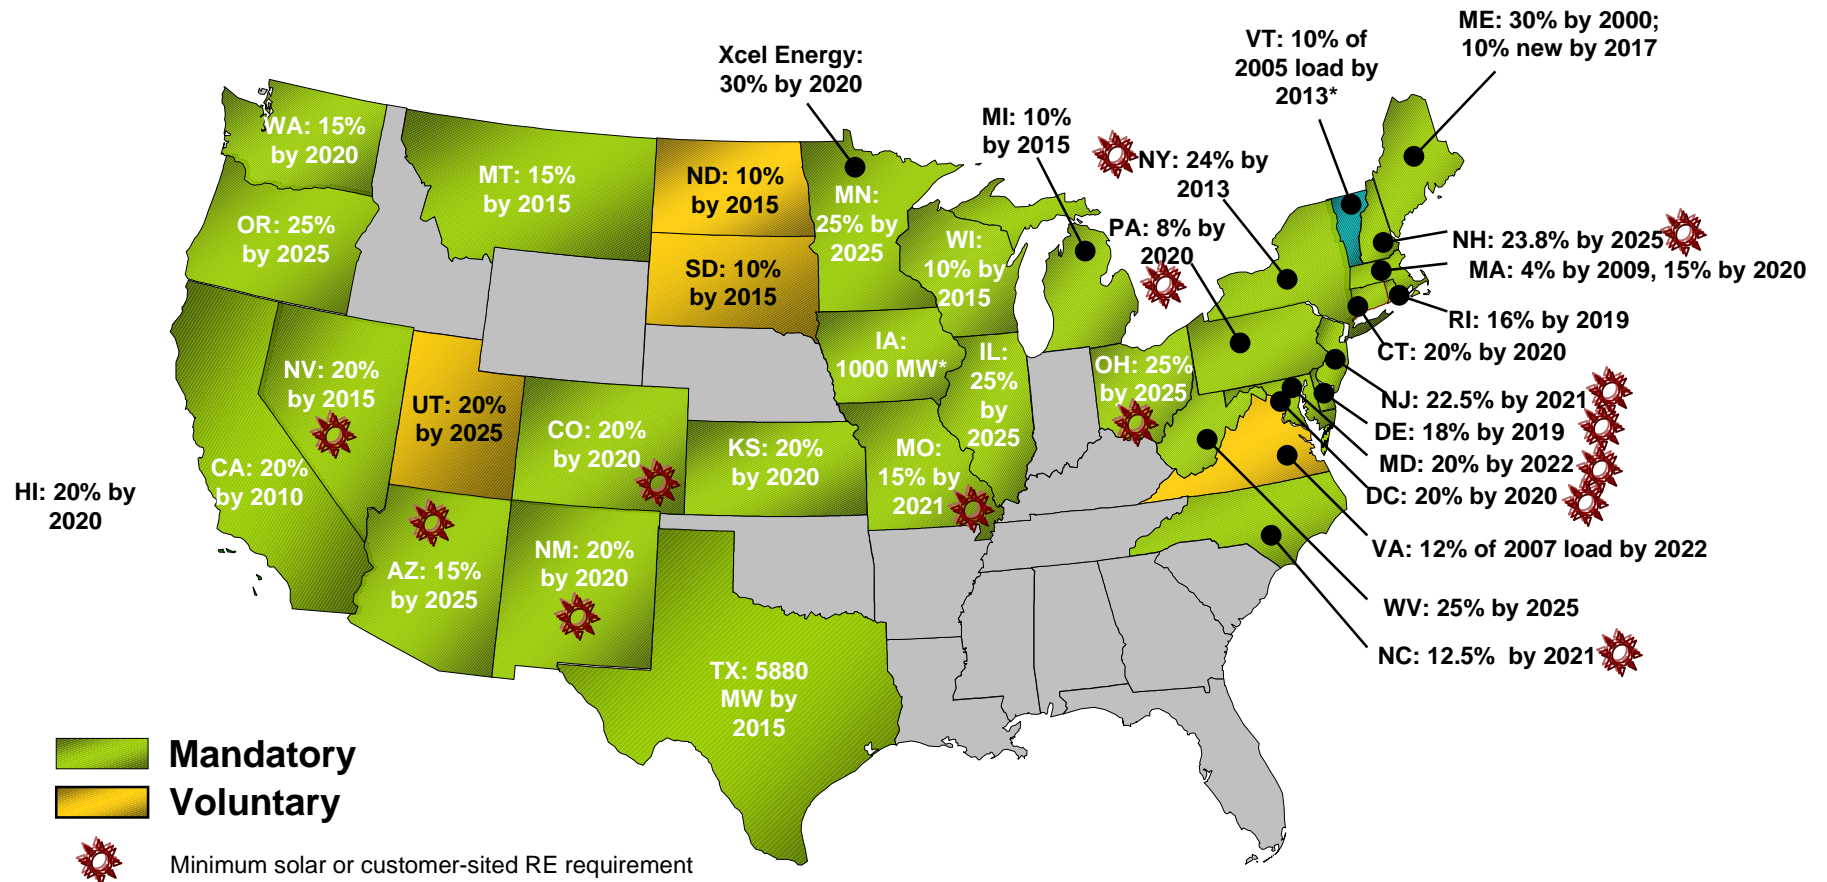 ME: 30% by 2000;
10% new by 2017
VT: 10% of
2005 load by
2013*
Xcel Energy:
30% by 2020
MI: 10%
by 2015
NY: 24% by
2013
PA: 8% by
2020
WA: 15%
by 2020
MT: 15%
by 2015
ND: 10%
by 2015
MN:
25% by
2025
OR: 25%
by 2025
SD: 10%
by 2015
WI:
10% by
2015
NH: 23.8% by 2025
MA: 4% by 2009, 15% by 2020
RI: 16% by 2019
CT: 20% by 2020
NV: 20%
by 2015
UT: 20%
by 2025
CO: 20%
by 2020
KS: 20%
by 2020
IA:
1000 MW*
IL:
25%
by
2025
OH: 25%
by 2025
MO:
15% by
2021
NJ: 22.5% by 2021
DE: 18% by 2019
MD: 20% by 2022
DC: 20% by 2020
CA: 20%
by 2010
HI: 20% by
2020
AZ: 15%
by 2025
NM: 20%
by 2020
VA: 12% of 2007 load by 2022
WV: 25% by 2025
NC: 12.5% by 2021
TX: 5880
MW by
2015
Mandatory
Voluntary
Minimum solar or customer-sited RE requirement